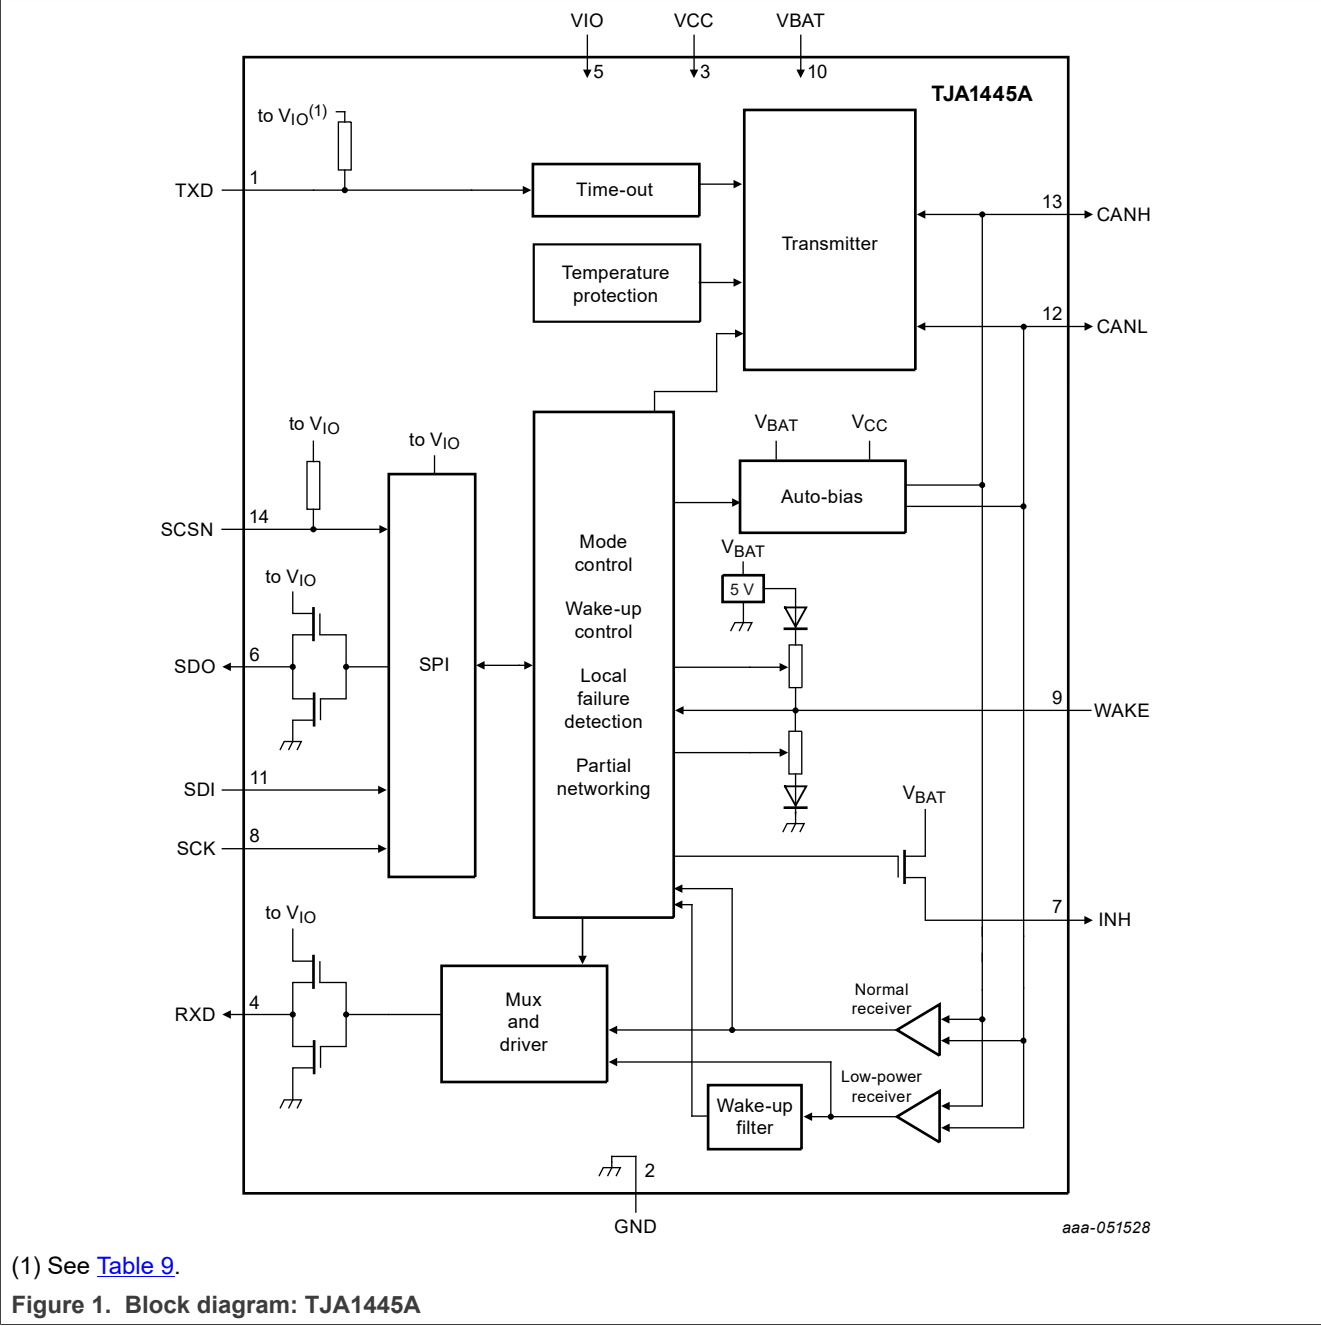 VIO VCC VBAT
5 3 10
TJA1445A
to VIO(1)
TXD 1
Time-out
Temperature
protection
Transmitter
13 CANH
12 CANL
to VIO
to VIO
SCSN 14
VBAT VCC
Auto-bias
Mode
control
Wake-up
control
Local
failure
detection
Partial
networking
VBAT
5 V
to VIO
SDO 6
SPI
9 WAKE
SDI 11
SCK 8
VBAT
7 INH
to VIO
RXD 4
Mux
and
driver
Normal
receiver
Low-power
receiver
Wake-up
filter
2
GND
aaa-051528
(1) See Table 9.
Figure 1. Block diagram: TJA1445A